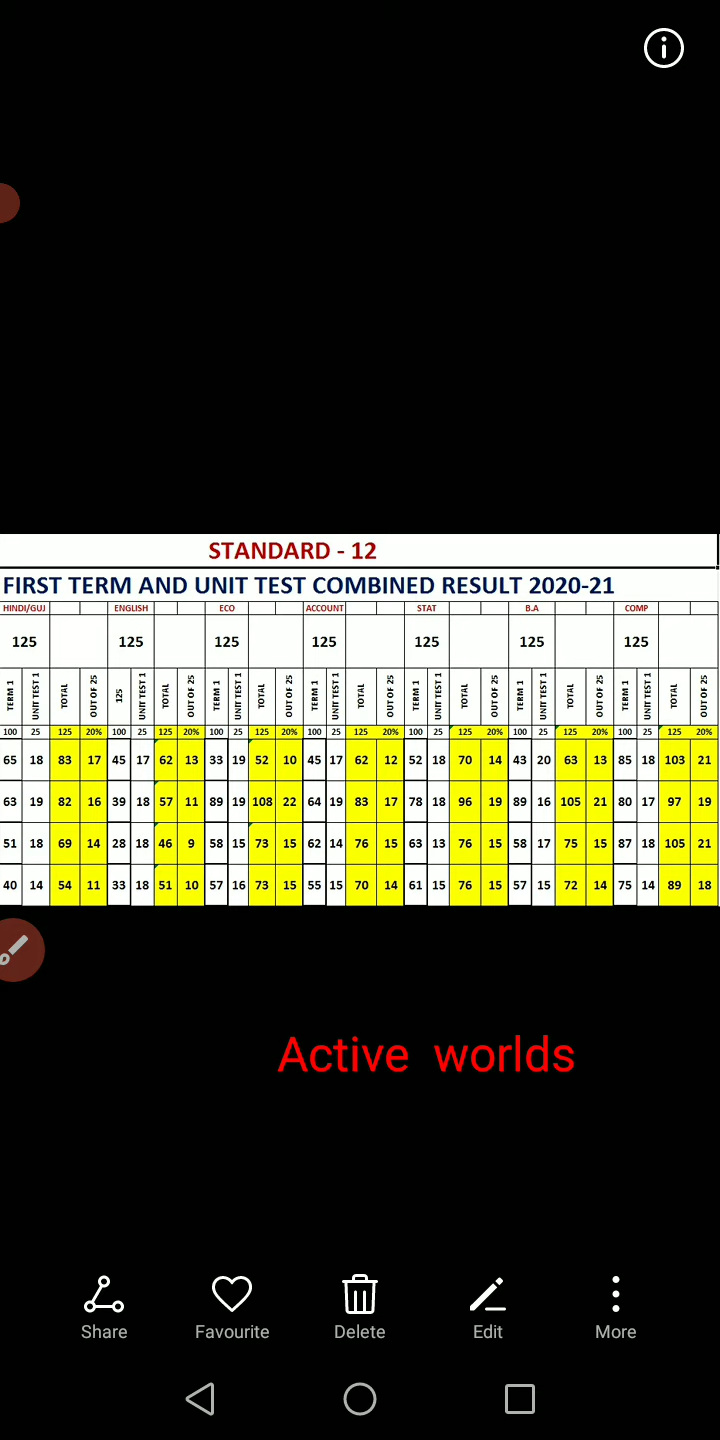 STANDARD - 12
FIRST TERM AND UNIT TEST COMBINED RESULT 2020-21
HINDI/GUJ ENGLISH ECO ACCOUNT STAT B.A COMP
125 125 125 125 125 125 125
TERM 1 UNIT TEST 1 TOTAL OUT OF 25 125 UNIT TEST 1 TOTAL OUT OF 25 TERM 1 UNIT TEST 1 TOTAL OUT OF 25 TERM 1 UNIT TEST 1 TOTAL OUT OF 25 TERM 1 UNIT TEST 1 TOTAL OUT OF 25 TERM 1 UNIT TEST 1 TOTAL OUT OF 25 TERM 1 UNIT TEST 1 TOTAL OUT OF 25
100 25 125 20% 100 25 125 20% 100 25 125 20% 100 25 125 20% 100 25 125 20% 100 25 125 20% 100 25 125 20%
65 18 83 17 45 17 62 13 33 19 52 10 45 17 62 12 52 18 70 14 43 20 63 13 85 18 103 21
63 19 82 16 39 18 57 11 89 19 108 22 64 19 83 17 78 18 96 19 89 16 105 21 80 17 97 19
51 18 69 14 28 18 46 9 58 15 73 15 62 14 76 15 63 13 76 15 58 17 75 15 87 18 105 21
40 14 54 11 33 18 51 10 57 16 73 15 55 15 70 14 61 15 76 15 57 15 72 14 75 14 89 18
Active worlds
Share Favourite Delete Edit More